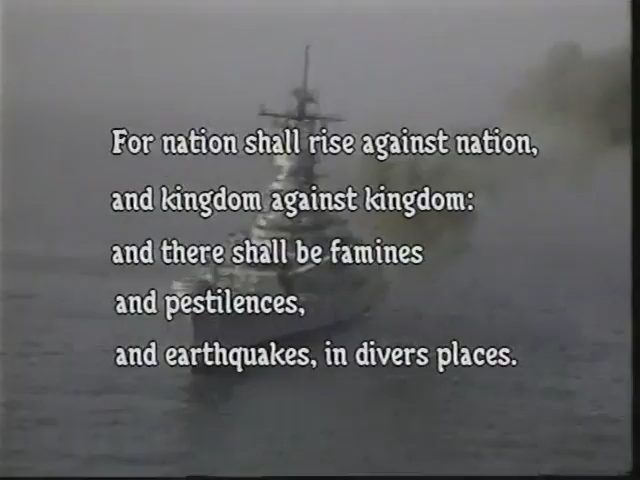 For nation shall rise against nation,
and kingdom against kingdom:
and there shall be famines
and pestilences,
and earthquakes, in divers places.